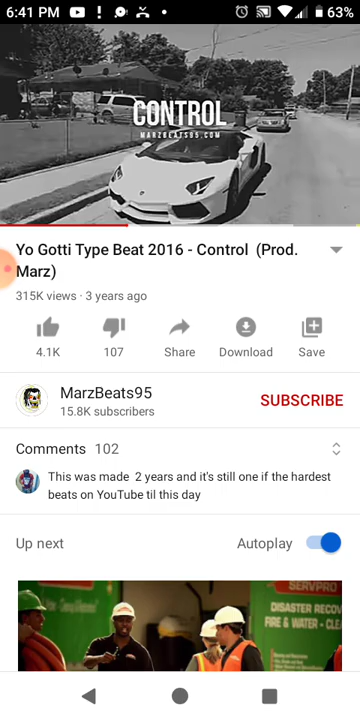 6:41 PM 63%
CONTROL
MARZBEATS95.COM
Yo Gotti Type Beat 2016 - Control (Prod.
Marz)
315K views · 3 years ago
4.1K 107 Share Download Save
MarzBeats95
15.8K subscribers
SUBSCRIBE
Comments 102
This was made 2 years and it's still one if the hardest
beats on YouTube til this day
Up next Autoplay
SERVPRO
DISASTER RECOV
FIRE & WATER - CLEA